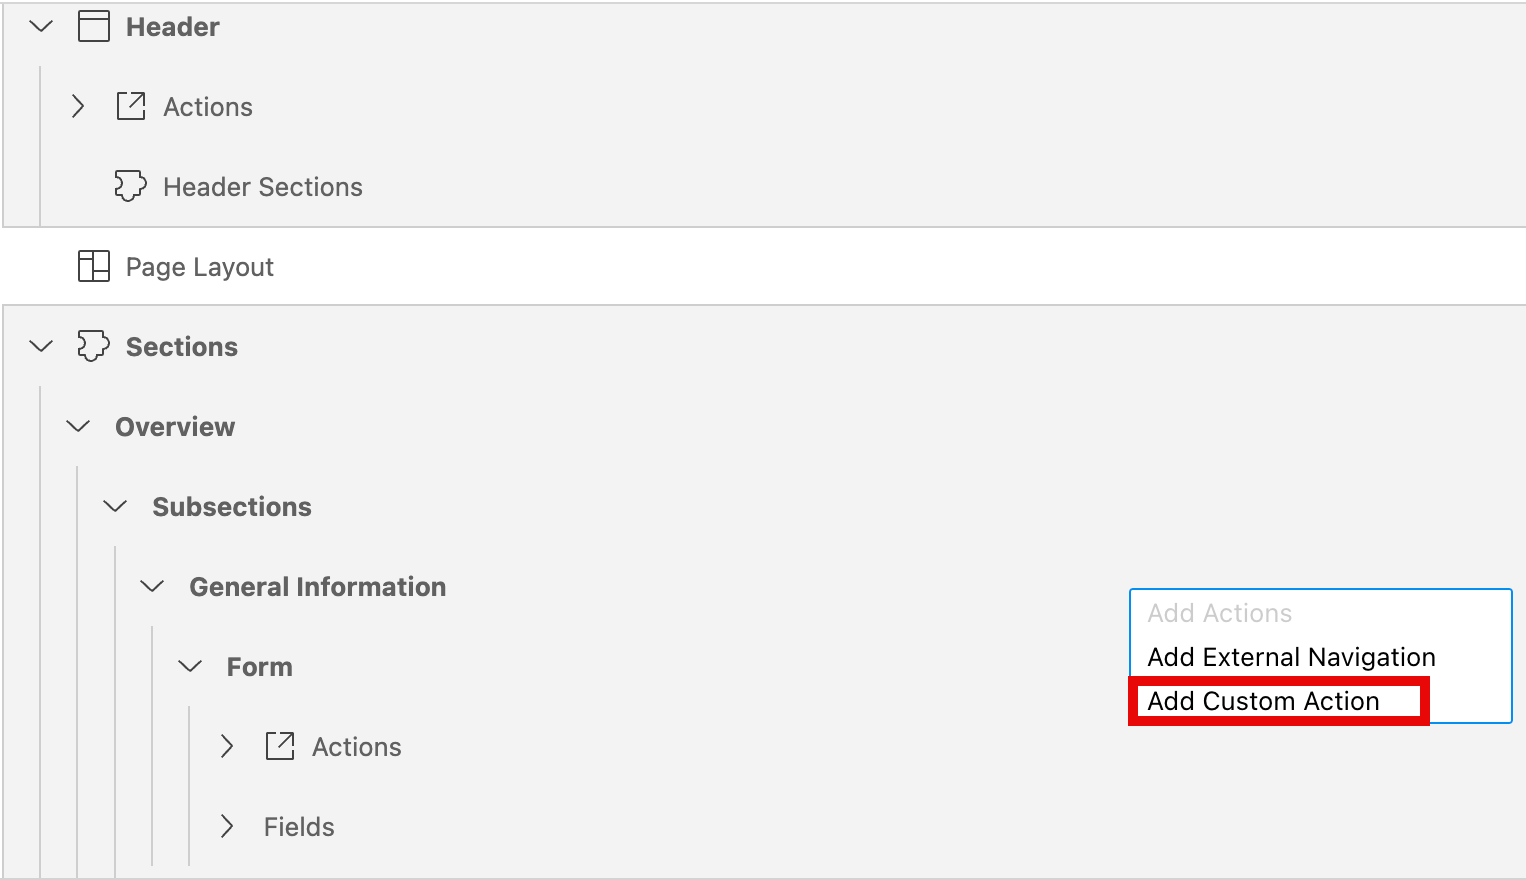 Header
Actions
Header Sections
Page Layout
Sections
Overview
Subsections
General Information
Form
Actions
Fields
Add Actions
Add External Navigation
Add Custom Action